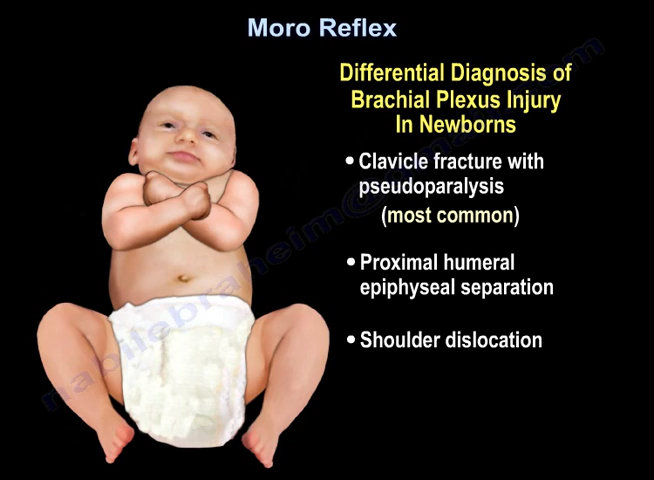 Moro Reflex
Differential Diagnosis of
Brachial Plexus Injury
In Newborns
• Clavicle fracture with
pseudoparalysis
(most common)
• Proximal humeral
epiphyseal separation
• Shoulder dislocation